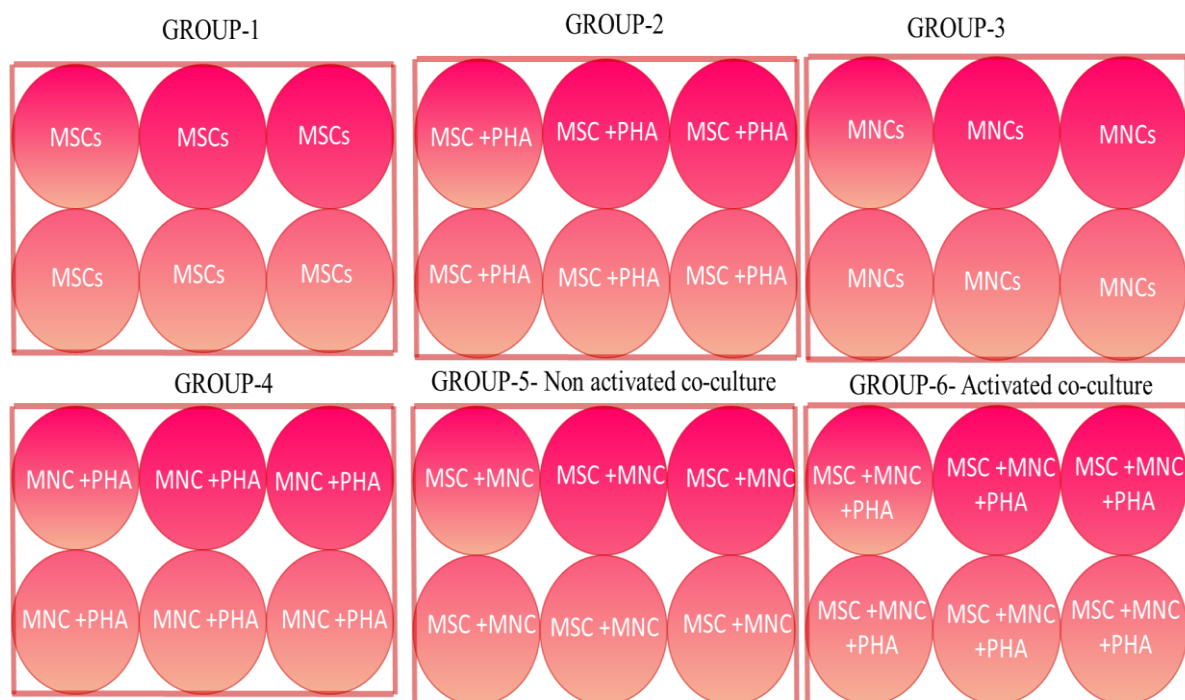 GROUP-1
MSCs MSCs MSCs
MSCs MSCs MSCs
GROUP-2
MSC +PHA MSC +PHA MSC +PHA
MSC +PHA MSC +PHA MSC +PHA
GROUP-3
MNCs MNCs MNCs
MNCs MNCs MNCs
GROUP-4
MNC +PHA MNC +PHA MNC +PHA
MNC +PHA MNC +PHA MNC +PHA
GROUP-5- Non activated co-culture
MSC +MNC MSC +MNC MSC +MNC
MSC +MNC MSC +MNC MSC +MNC
GROUP-6- Activated co-culture
MSC +MNC MSC +MNC MSC +MNC
+PHA +PHA +PHA
MSC +MNC MSC +MNC MSC +MNC
+PHA +PHA +PHA